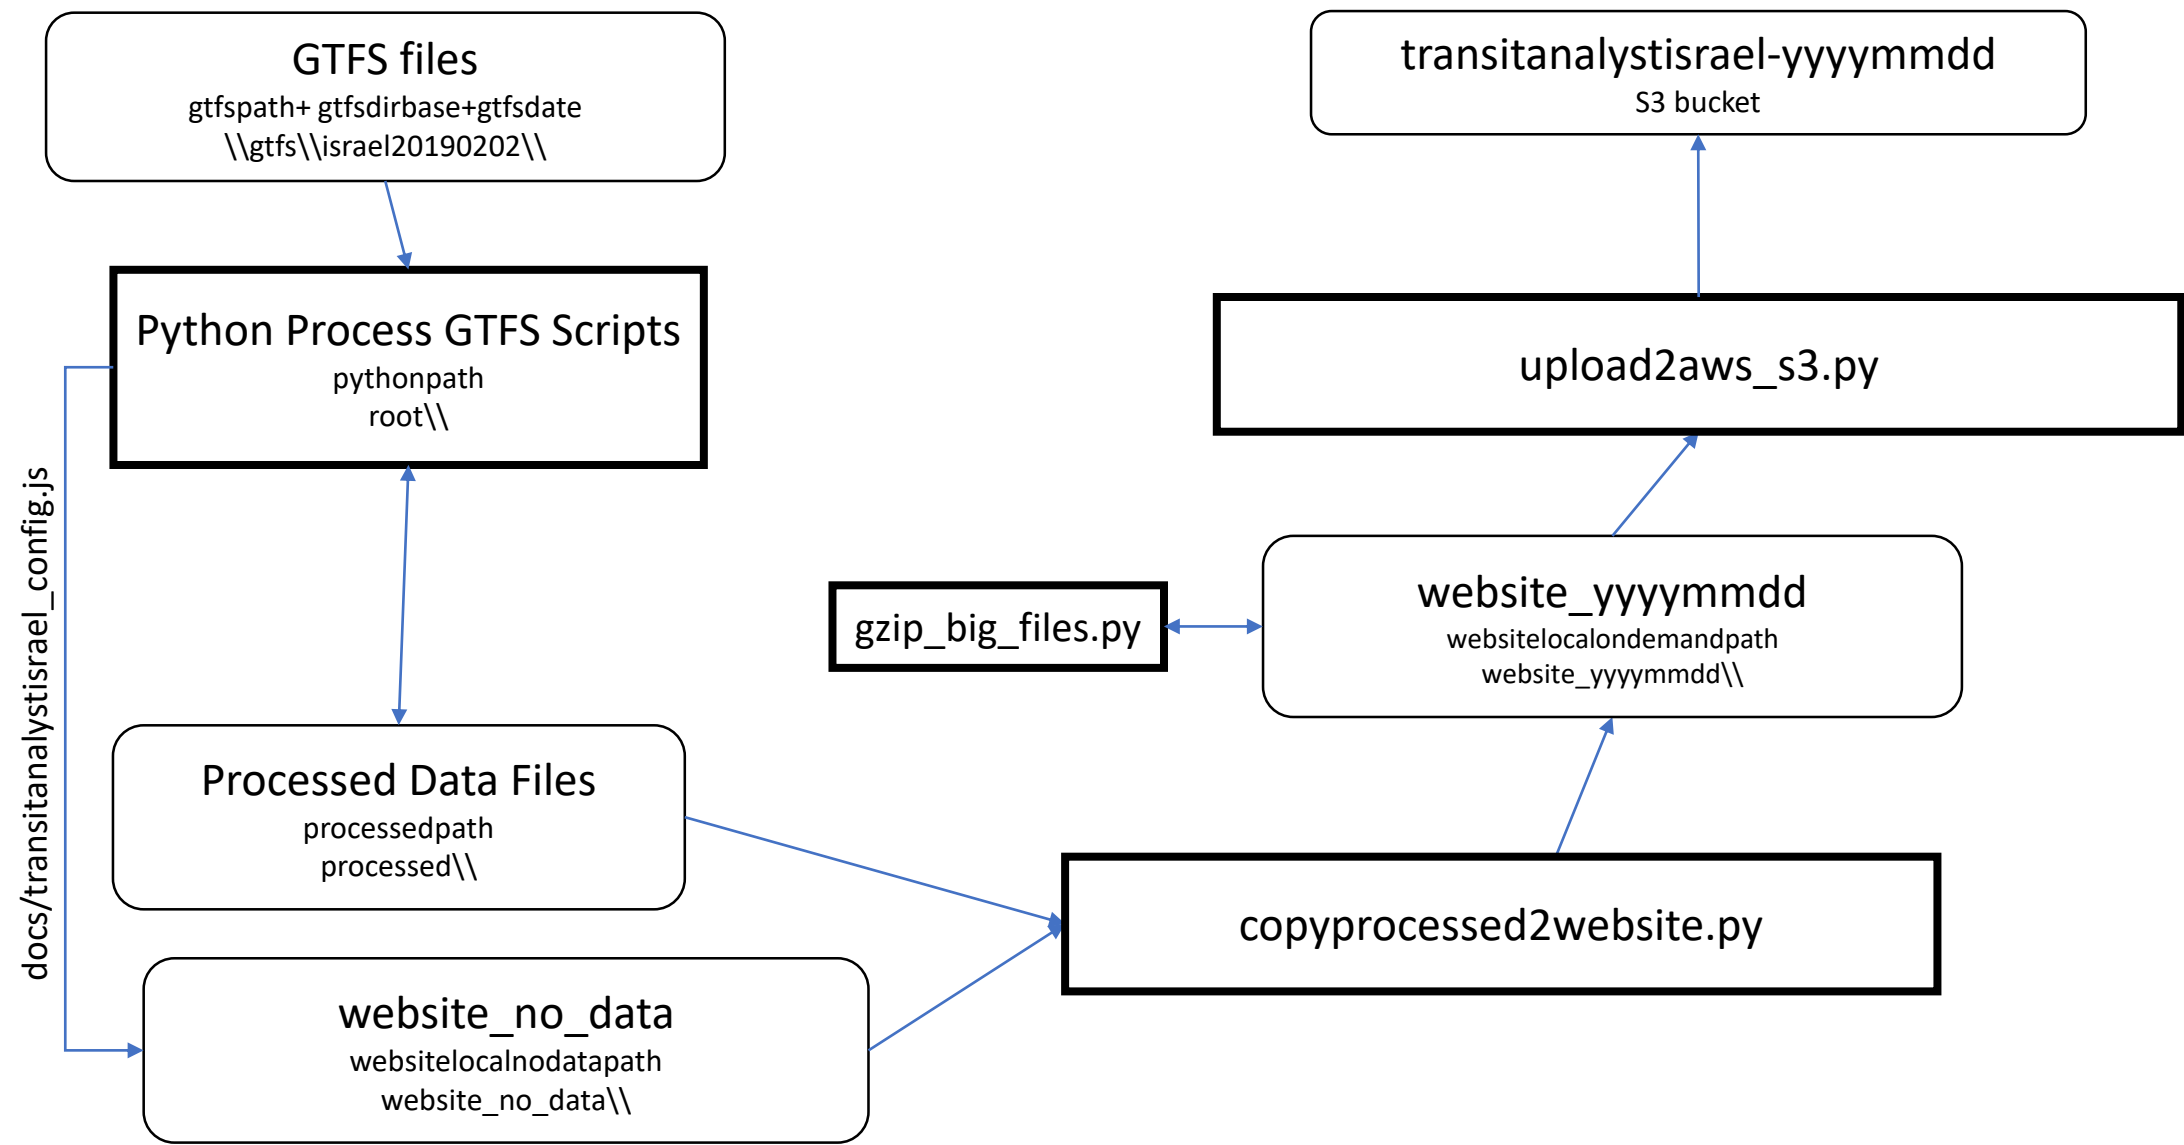 GTFS files
gtfspath+ gtfsdirbase+gtfsdate
\\gtfs\\israel20190202\\
Python Process GTFS Scripts
pythonpath
root\\
docs/transitanalystisrael_config.js
Processed Data Files
processedpath
processed\\
website_no_data
websitelocalnodatapath
website_no_data\\
transitanalystisrael-yyyymmdd
S3 bucket
upload2aws_s3.py
gzip_big_files.py
website_yyyymmdd
websitelocalondemandpath
website_yyyymmdd\\
copyprocessed2website.py